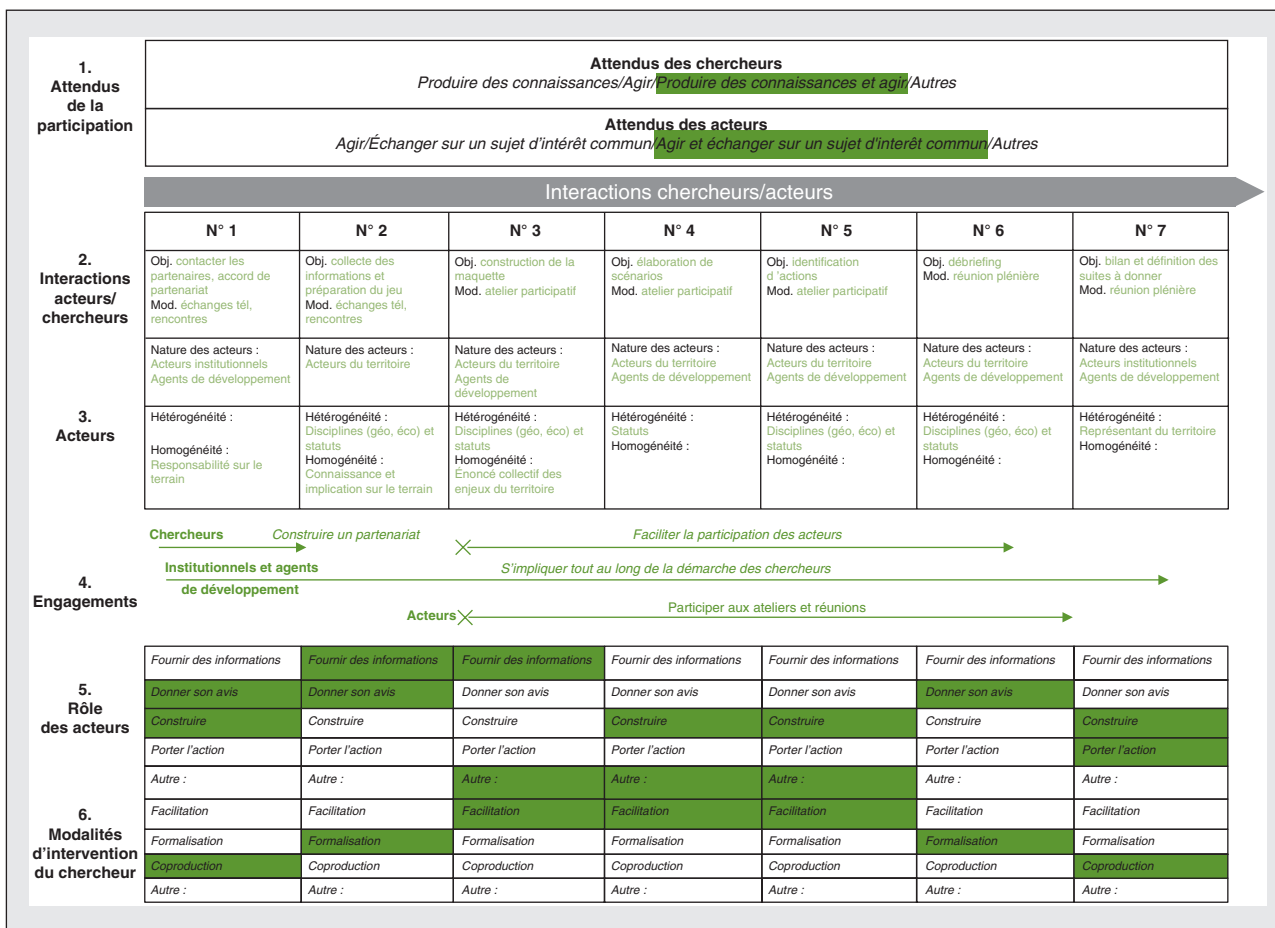 1.
Attendus
de la
participation
Attendus des chercheurs
Produire des connaissances/Agir/Produire des connaissances et agir/Autres
Attendus des acteurs
Agir/Échanger sur un sujet d'intérêt commun/Agir et échanger sur un sujet d'interêt commun/Autres
Interactions chercheurs/acteurs
N° 1
N° 2
N° 3
N° 4
N° 5
N° 6
N° 7
2.
Interactions
acteurs/
chercheurs
Obj. contacter les
partenaires, accord de
partenariat
Mod. échanges tél,
rencontres
Obj. collecte des
informations et
préparation du jeu
Mod. échanges tél,
rencontres
Obj. construction de la
maquette
Mod. atelier participatif
Obj. élaboration de
scénarios
Mod. atelier participatif
Obj. identification
d 'actions
Mod. atelier participatif
Obj. débriefing
Mod. réunion plénière
Obj. bilan et définition des
suites à donner
Mod. réunion plénière
3.
Acteurs
Nature des acteurs :
Acteurs institutionnels
Agents de développement
Nature des acteurs :
Acteurs du territoire
Nature des acteurs :
Acteurs du territoire
Agents de
développement
Nature des acteurs :
Acteurs du territoire
Agents de développement
Nature des acteurs :
Acteurs du territoire
Agents de développement
Nature des acteurs :
Acteurs du territoire
Agents de développement
Nature des acteurs :
Acteurs institutionnels
Agents de développement
Hétérogénéité :
Homogénéité :
Responsabilité sur le
terrain
Hétérogénéité :
Disciplines (géo, éco) et
statuts
Homogénéité :
Connaissance et
implication sur le terrain
Hétérogénéité :
Disciplines (géo, éco) et
statuts
Homogénéité :
Énoncé collectif des
enjeux du territoire
Hétérogénéité :
Statuts
Homogénéité :
Hétérogénéité :
Disciplines (géo, éco) et
statuts
Homogénéité :
Hétérogénéité :
Disciplines (géo, éco) et
statuts
Homogénéité :
Hétérogénéité :
Représentant du territoire
Homogénéité :
4.
Engagements
Chercheurs
Construire un partenariat
Faciliter la participation des acteurs
Institutionnels et agents
de développement
S'impliquer tout au long de la démarche des chercheurs
Acteurs
Participer aux ateliers et réunions
5.
Rôle
des acteurs
Fournir des informations
Fournir des informations
Fournir des informations
Fournir des informations
Fournir des informations
Fournir des informations
Fournir des informations
Donner son avis
Donner son avis
Donner son avis
Donner son avis
Donner son avis
Donner son avis
Donner son avis
Construire
Construire
Construire
Construire
Construire
Construire
Construire
Porter l'action
Porter l'action
Porter l'action
Porter l'action
Porter l'action
Porter l'action
Porter l'action
Autre :
Autre :
Autre :
Autre :
Autre :
Autre :
Autre :
6.
Modalités
d'intervention
du chercheur
Facilitation
Facilitation
Facilitation
Facilitation
Facilitation
Facilitation
Facilitation
Formalisation
Formalisation
Formalisation
Formalisation
Formalisation
Formalisation
Formalisation
Coproduction
Coproduction
Coproduction
Coproduction
Coproduction
Coproduction
Coproduction
Autre :
Autre :
Autre :
Autre :
Autre :
Autre :
Autre :